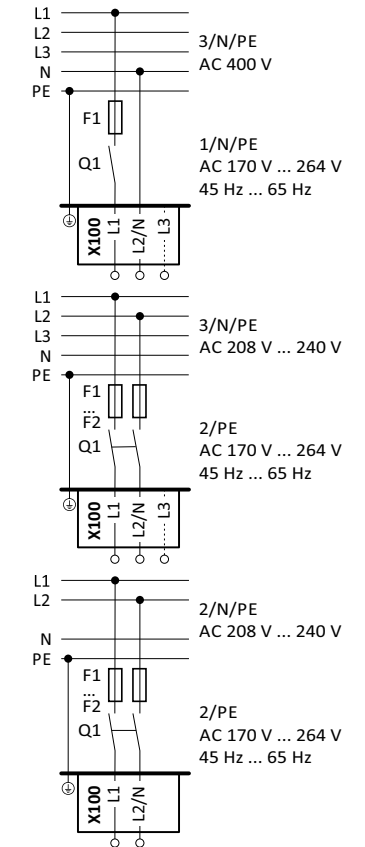 L1
L2
L3
N
PE
3/N/PE
AC 400 V
F1
Q1
1/N/PE
AC 170 V ... 264 V
45 Hz ... 65 Hz
X100
L1
L2/N
L3
L1
L2
L3
N
PE
3/N/PE
AC 208 V ... 240 V
F1
...
F2
Q1
2/PE
AC 170 V ... 264 V
45 Hz ... 65 Hz
X100
L1
L2/N
L3
L1
L2
N
PE
2/N/PE
AC 208 V ... 240 V
F1
...
F2
Q1
2/PE
AC 170 V ... 264 V
45 Hz ... 65 Hz
X100
L1
L2/N